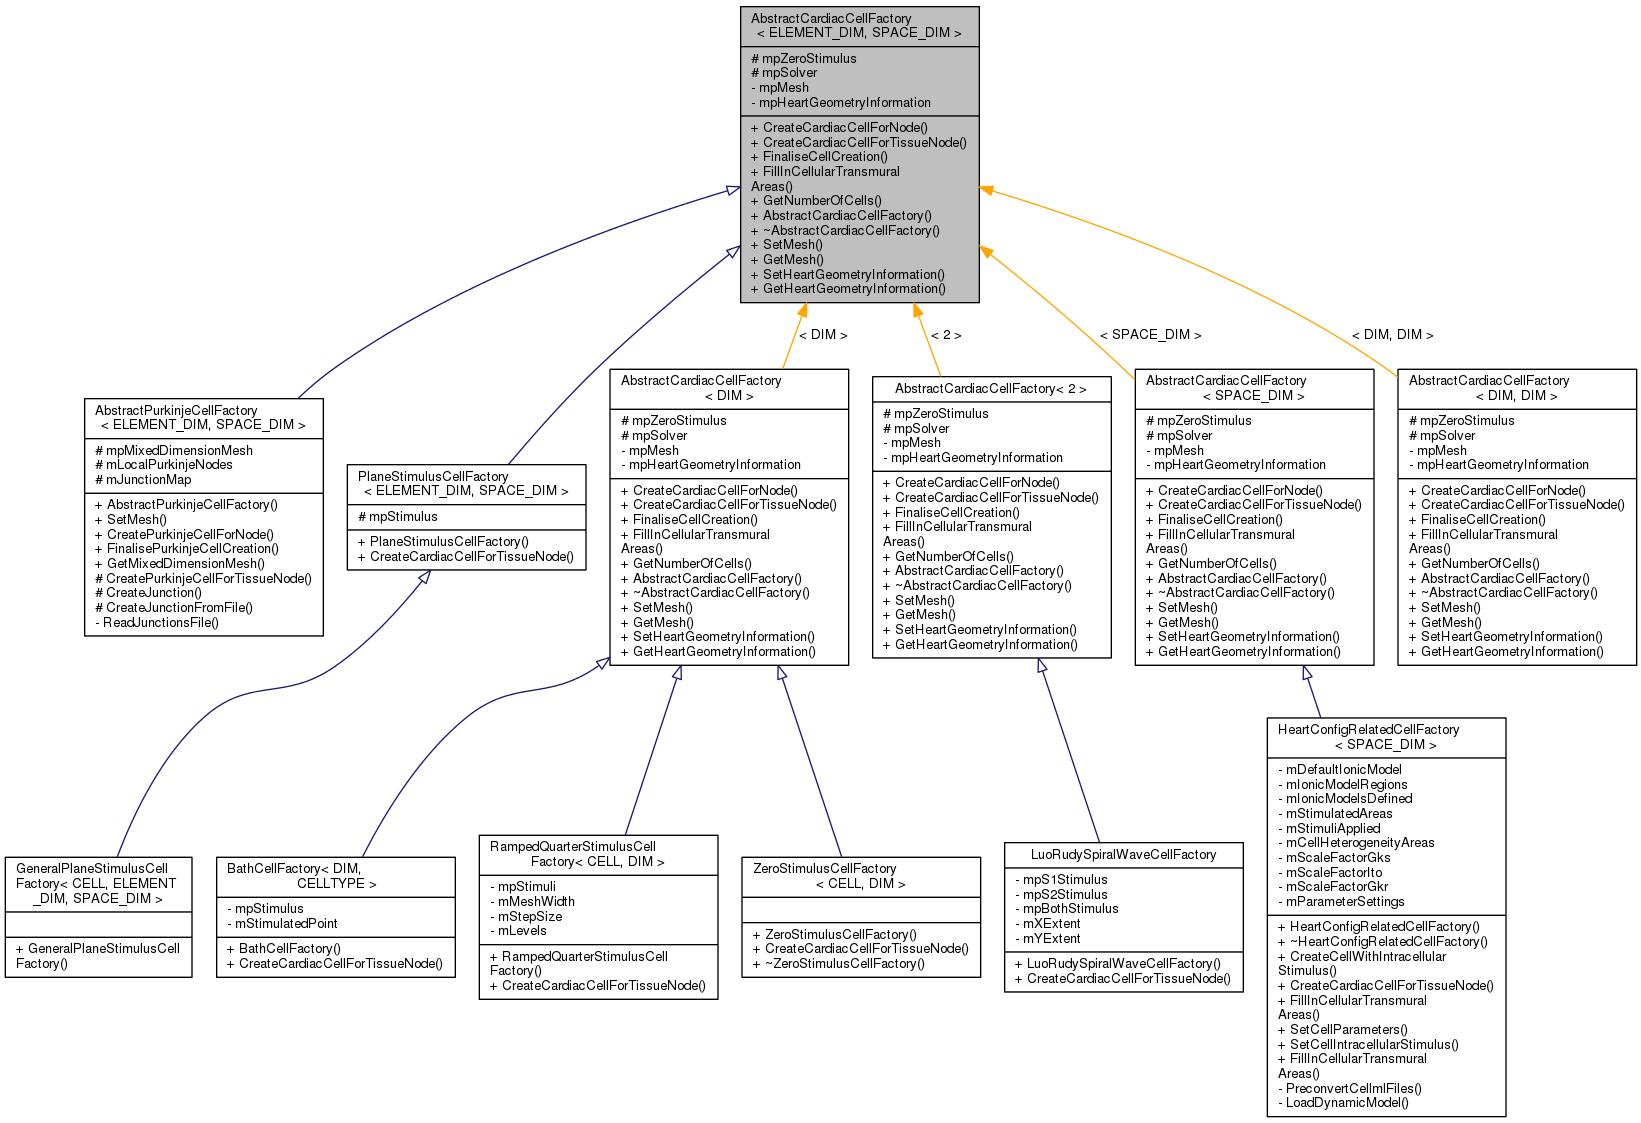 AbstractCardiacCellFactory
< ELEMENT_DIM, SPACE_DIM >
# mpZeroStimulus
# mpSolver
- mpMesh
- mpHeartGeometryInformation
+ CreateCardiacCellForNode()
+ CreateCardiacCellForTissueNode()
+ FinaliseCellCreation()
+ FillInCellularTransmural
Areas()
+ GetNumberOfCells()
+ AbstractCardiacCellFactory()
+ ~AbstractCardiacCellFactory()
+ SetMesh()
+ GetMesh()
+ SetHeartGeometryInformation()
+ GetHeartGeometryInformation()
< DIM >
< 2 >
< SPACE_DIM >
< DIM, DIM >
AbstractPurkinjeCellFactory
< ELEMENT_DIM, SPACE_DIM >
# mpMixedDimensionMesh
# mLocalPurkinjeNodes
# mJunctionMap
+ AbstractPurkinjeCellFactory()
+ SetMesh()
+ CreatePurkinjeCellForNode()
+ FinalisePurkinjeCellCreation()
+ GetMixedDimensionMesh()
# CreatePurkinjeCellForTissueNode()
# CreateJunction()
# CreateJunctionFromFile()
- ReadJunctionsFile()
PlaneStimulusCellFactory
< ELEMENT_DIM, SPACE_DIM >
# mpStimulus
+ PlaneStimulusCellFactory()
+ CreateCardiacCellForTissueNode()
AbstractCardiacCellFactory
< DIM >
# mpZeroStimulus
# mpSolver
- mpMesh
- mpHeartGeometryInformation
+ CreateCardiacCellForNode()
+ CreateCardiacCellForTissueNode()
+ FinaliseCellCreation()
+ FillInCellularTransmural
Areas()
+ GetNumberOfCells()
+ AbstractCardiacCellFactory()
+ ~AbstractCardiacCellFactory()
+ SetMesh()
+ GetMesh()
+ SetHeartGeometryInformation()
+ GetHeartGeometryInformation()
AbstractCardiacCellFactory< 2 >
# mpZeroStimulus
# mpSolver
- mpMesh
- mpHeartGeometryInformation
+ CreateCardiacCellForNode()
+ CreateCardiacCellForTissueNode()
+ FinaliseCellCreation()
+ FillInCellularTransmural
Areas()
+ GetNumberOfCells()
+ AbstractCardiacCellFactory()
+ ~AbstractCardiacCellFactory()
+ SetMesh()
+ GetMesh()
+ SetHeartGeometryInformation()
+ GetHeartGeometryInformation()
AbstractCardiacCellFactory
< SPACE_DIM >
# mpZeroStimulus
# mpSolver
- mpMesh
- mpHeartGeometryInformation
+ CreateCardiacCellForNode()
+ CreateCardiacCellForTissueNode()
+ FinaliseCellCreation()
+ FillInCellularTransmural
Areas()
+ GetNumberOfCells()
+ AbstractCardiacCellFactory()
+ ~AbstractCardiacCellFactory()
+ SetMesh()
+ GetMesh()
+ SetHeartGeometryInformation()
+ GetHeartGeometryInformation()
AbstractCardiacCellFactory
< DIM, DIM >
# mpZeroStimulus
# mpSolver
- mpMesh
- mpHeartGeometryInformation
+ CreateCardiacCellForNode()
+ CreateCardiacCellForTissueNode()
+ FinaliseCellCreation()
+ FillInCellularTransmural
Areas()
+ GetNumberOfCells()
+ AbstractCardiacCellFactory()
+ ~AbstractCardiacCellFactory()
+ SetMesh()
+ GetMesh()
+ SetHeartGeometryInformation()
+ GetHeartGeometryInformation()
GeneralPlaneStimulusCell
Factory< CELL, ELEMENT
_DIM, SPACE_DIM >
+ GeneralPlaneStimulusCell
Factory()
BathCellFactory< DIM,
CELLTYPE >
- mpStimulus
- mStimulatedPoint
+ BathCellFactory()
+ CreateCardiacCellForTissueNode()
RampedQuarterStimulusCell
Factory< CELL, DIM >
- mpStimuli
- mMeshWidth
- mStepSize
- mLevels
+ RampedQuarterStimulusCell
Factory()
+ CreateCardiacCellForTissueNode()
ZeroStimulusCellFactory
< CELL, DIM >
+ ZeroStimulusCellFactory()
+ CreateCardiacCellForTissueNode()
+ ~ZeroStimulusCellFactory()
LuoRudySpiralWaveCellFactory
- mpS1Stimulus
- mpS2Stimulus
- mpBothStimulus
- mXExtent
- mYExtent
+ LuoRudySpiralWaveCellFactory()
+ CreateCardiacCellForTissueNode()
HeartConfigRelatedCellFactory
< SPACE_DIM >
- mDefaultIonicModel
- mIonicModelRegions
- mIonicModelsDefined
- mStimulatedAreas
- mStimuliApplied
- mCellHeterogeneityAreas
- mScaleFactorGks
- mScaleFactorIto
- mScaleFactorGkr
- mParameterSettings
+ HeartConfigRelatedCellFactory()
+ ~HeartConfigRelatedCellFactory()
+ CreateCellWithIntracellular
Stimulus()
+ CreateCardiacCellForTissueNode()
+ FillInCellularTransmural
Areas()
+ SetCellParameters()
+ SetCellIntracellularStimulus()
+ FillInCellularTransmural
Areas()
- PreconvertCellmlFiles()
- LoadDynamicModel()